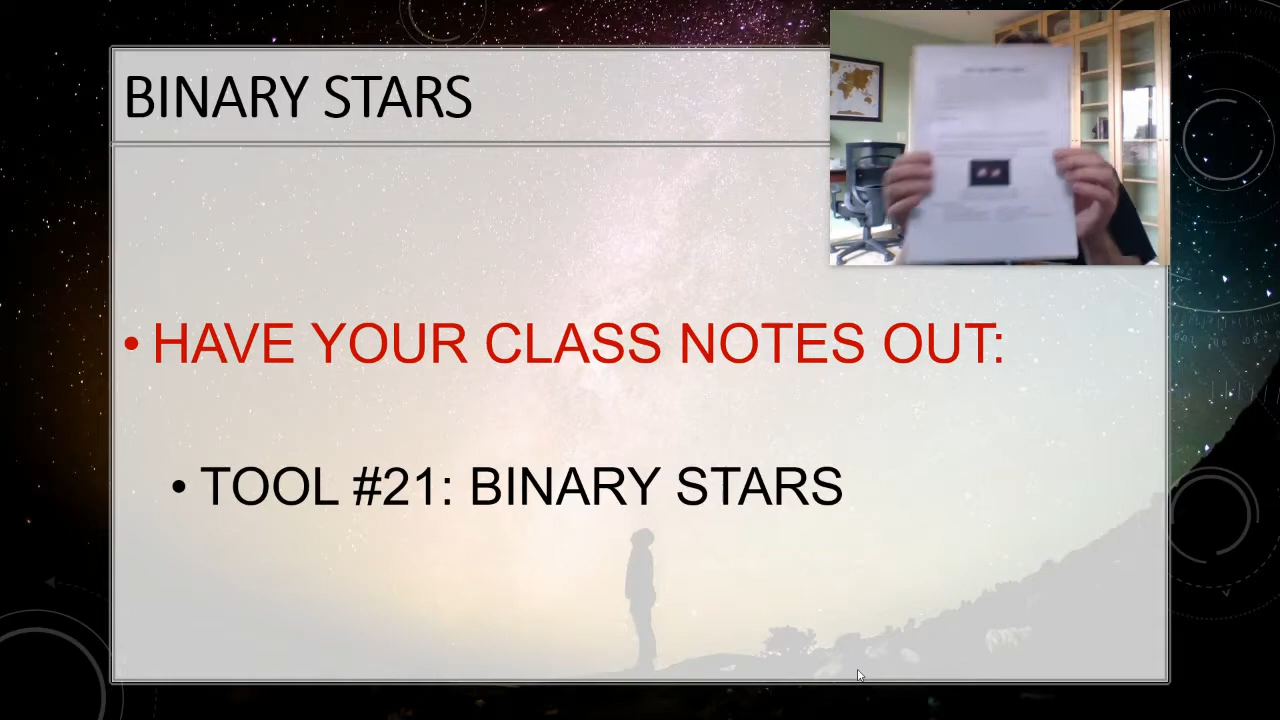 BINARY STARS
• HAVE YOUR CLASS NOTES OUT:
• TOOL #21: BINARY STARS